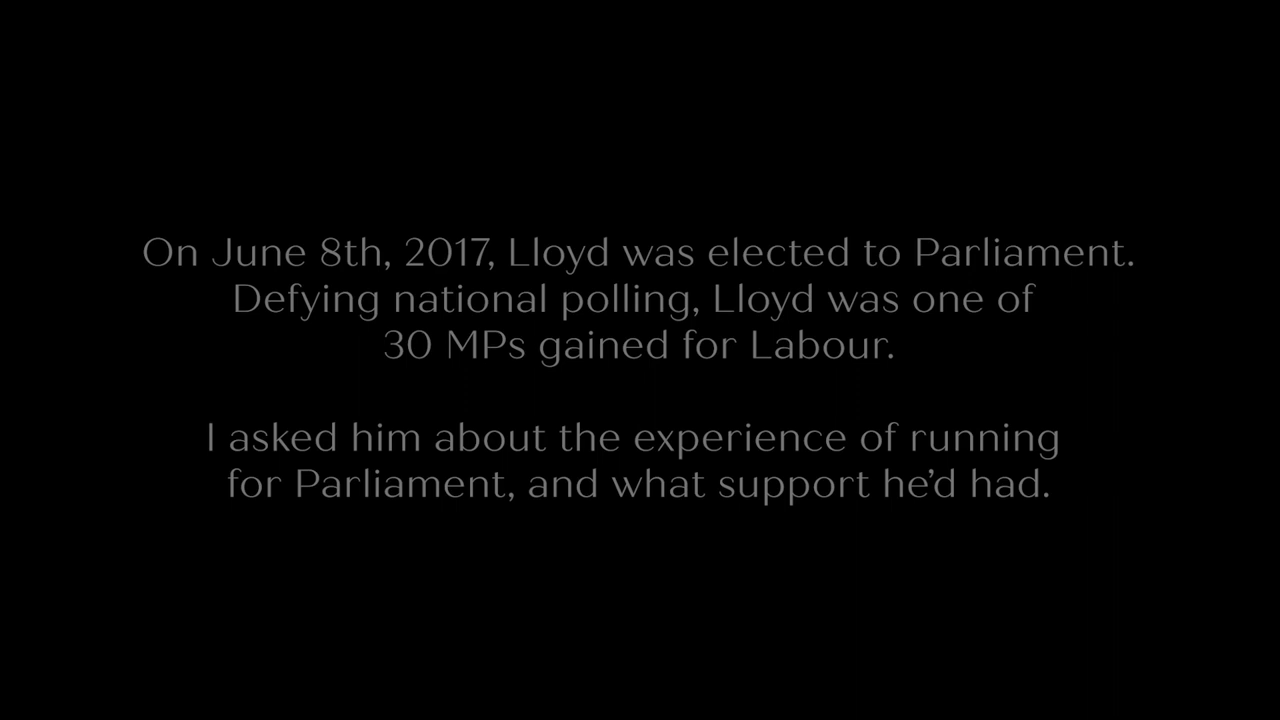 On June 8th, 2017, Lloyd was elected to Parliament.
Defying national polling, Lloyd was one of
30 MPs gained for Labour.
I asked him about the experience of running
for Parliament, and what support he’d had.